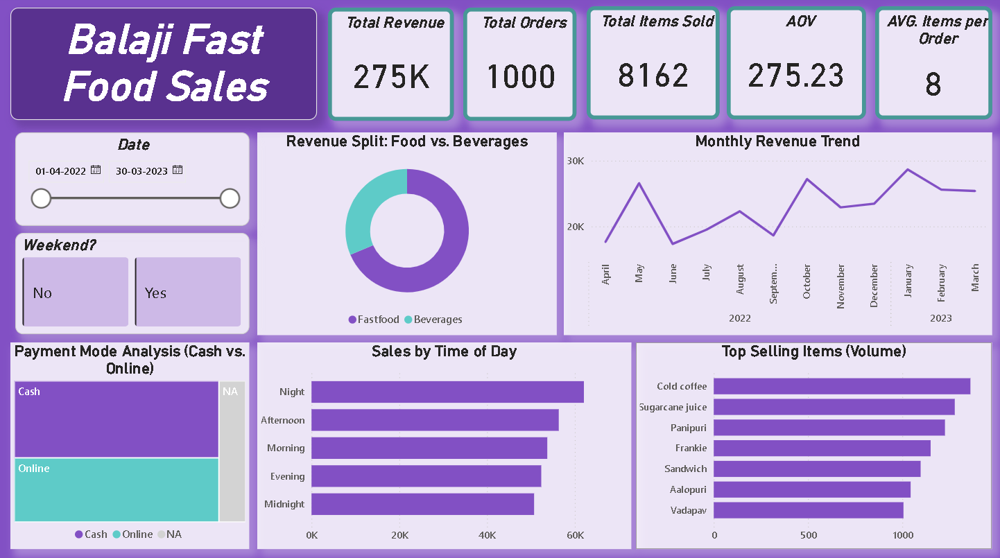 Balaji Fast
Food Sales
Total Revenue
275K
Total Orders
1000
Total Items Sold
8162
AOV
275.23
AVG. Items per
Order
8
Date
01-04-2022
30-03-2023
Weekend?
No
Yes
Revenue Split: Food vs. Beverages
Fastfood
Beverages
Monthly Revenue Trend
30K
20K
April
May
June
July
August
Septem...
October
November
December
January
February
March
2022
2023
Payment Mode Analysis (Cash vs.
Online)
Cash
NA
Online
Cash
Online
NA
Sales by Time of Day
Night
Afternoon
Morning
Evening
Midnight
0K
20K
40K
60K
Top Selling Items (Volume)
Cold coffee
Sugarcane juice
Panipuri
Frankie
Sandwich
Aalopuri
Vadapav
0
500
1000